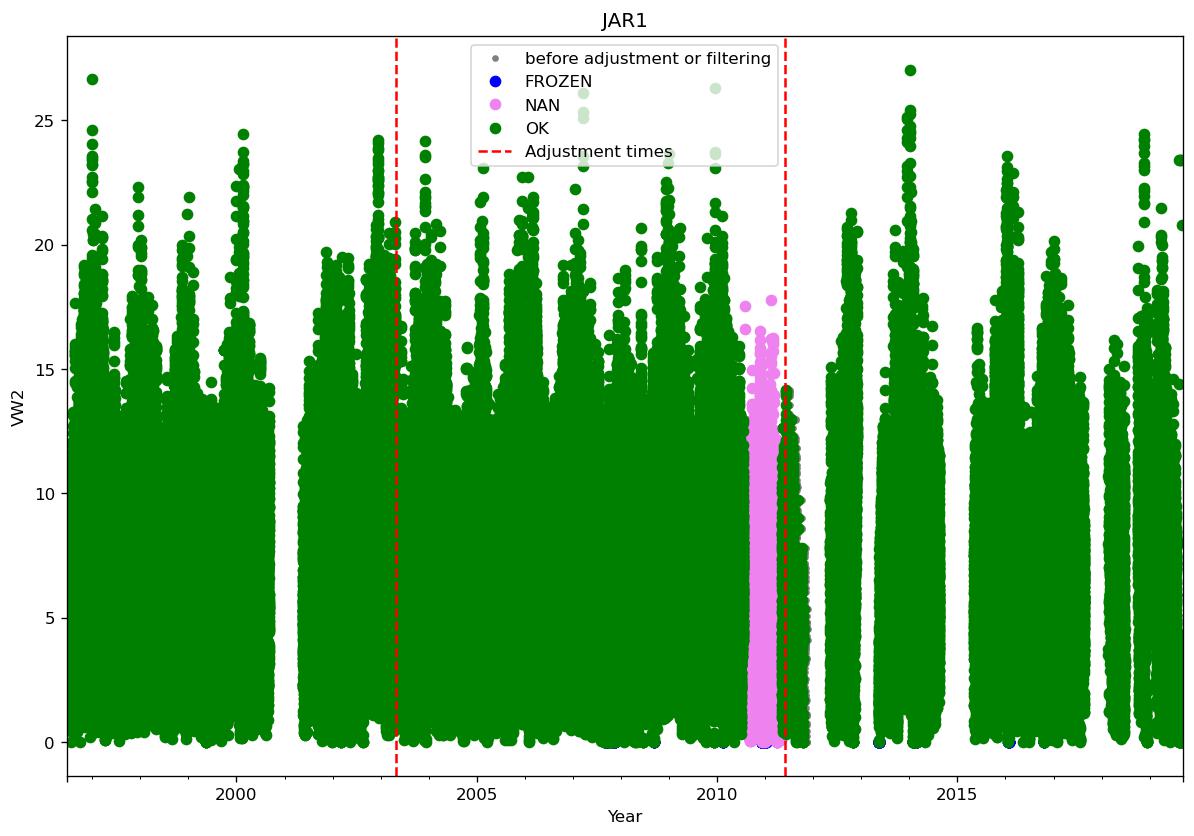 JAR1
before adjustment or filtering
FROZEN
NAN
OK
Adjustment times
VW2
25
20
15
10
5
0
2000 2005 2010 2015
Year